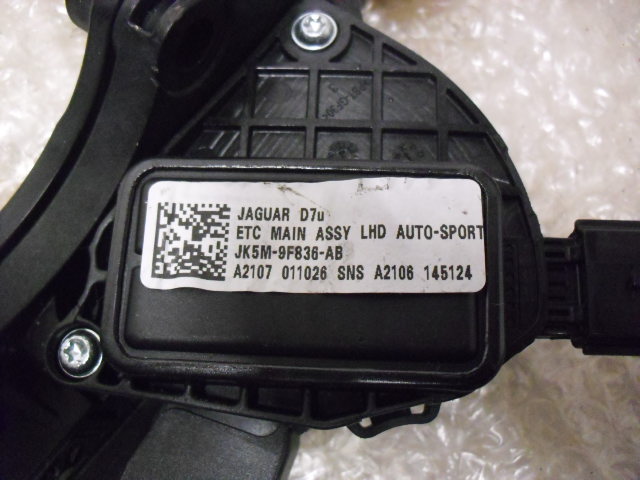 JAGUAR D7u
ETC MAIN ASSY LHD AUTO-SPORT
JK5M-9F836-AB
A2107 011026 SNS A2106 145124